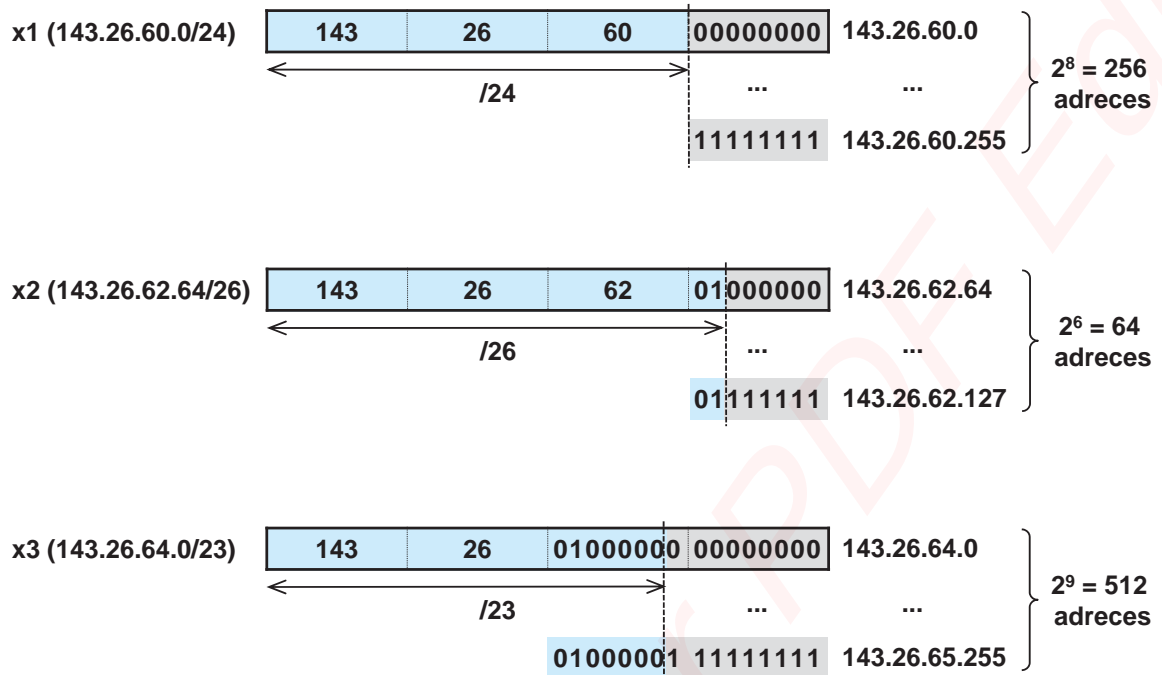 x1 (143.26.60.0/24) 143 26 60 00000000 143.26.60.0
/24 ... ... 2⁸ = 256
adreces
11111111 143.26.60.255
x2 (143.26.62.64/26) 143 26 62 01000000 143.26.62.64
/26 ... ... 2⁶ = 64
adreces
01111111 143.26.62.127
x3 (143.26.64.0/23) 143 26 01000000 00000000 143.26.64.0
/23 ... ... 2⁹ = 512
adreces
01000001 11111111 143.26.65.255
r PDF Ed